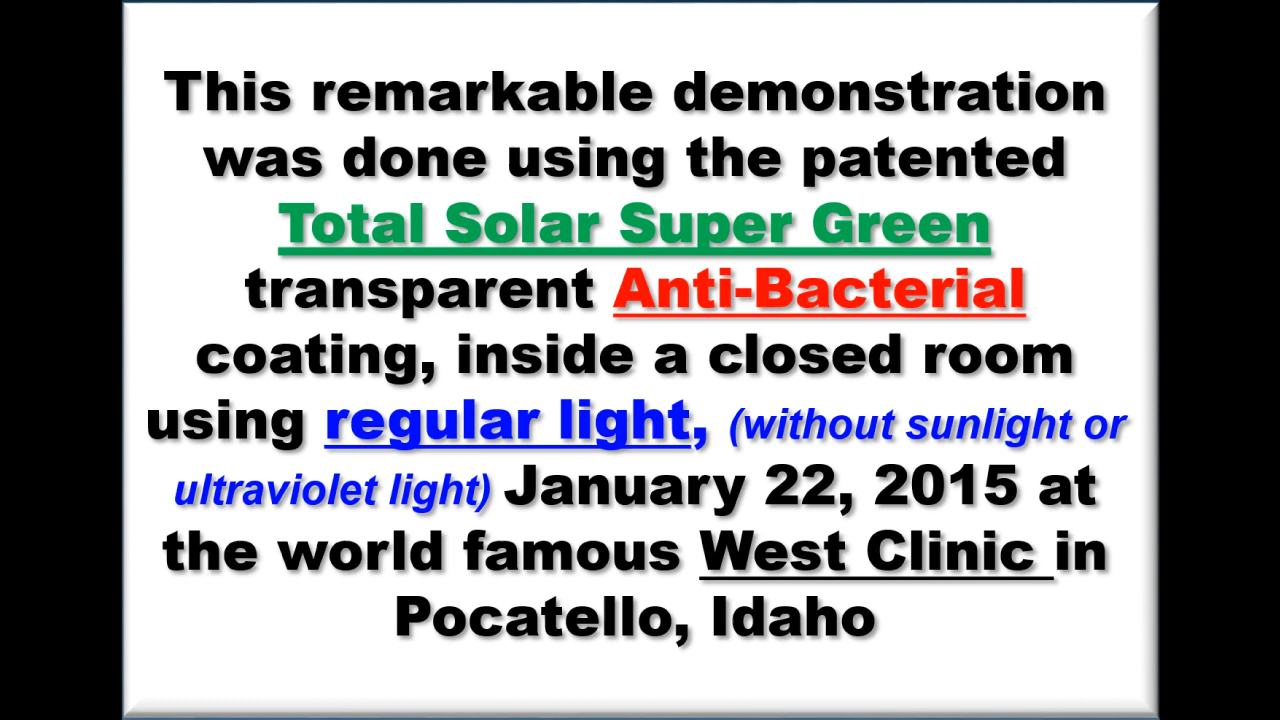 This remarkable demonstration
was done using the patented
Total Solar Super Green
transparent Anti-Bacterial
coating, inside a closed room
using regular light, (without sunlight or
ultraviolet light) January 22, 2015 at
the world famous West Clinic in
Pocatello, Idaho